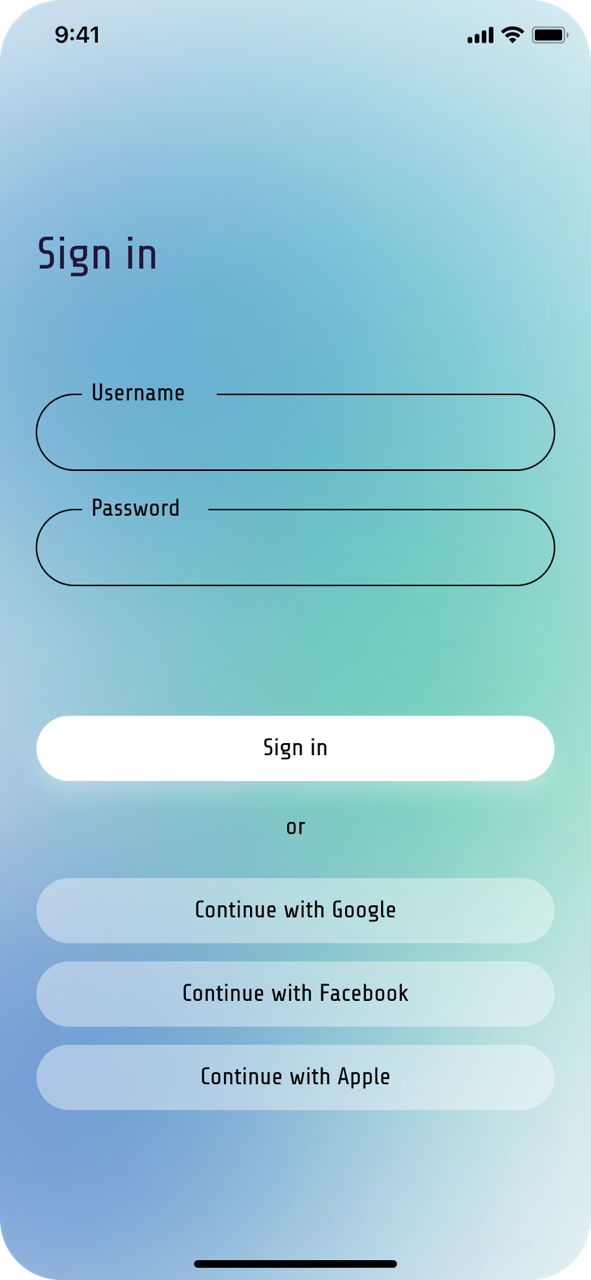 9:41
Sign in
Username
Password
Sign in
or
Continue with Google
Continue with Facebook
Continue with Apple